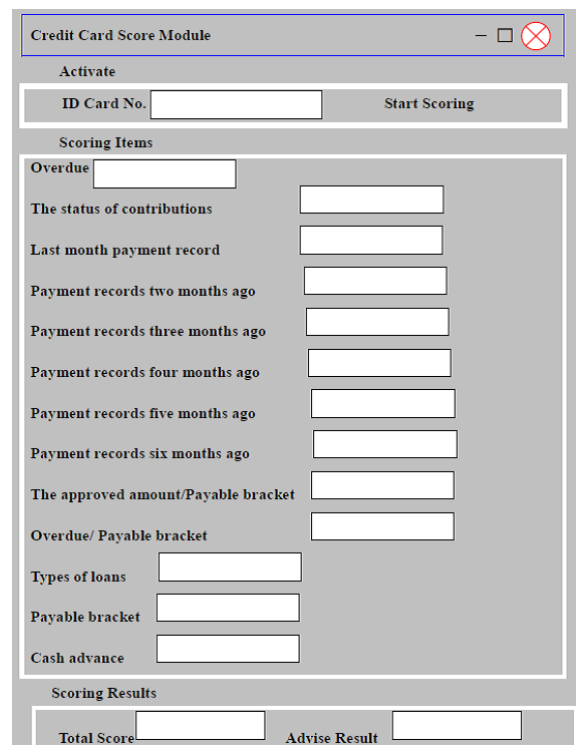 Credit Card Score Module
Activate
ID Card No. Start Scoring
Scoring Items
Overdue
The status of contributions
Last month payment record
Payment records two months ago
Payment records three months ago
Payment records four months ago
Payment records five months ago
Payment records six months ago
The approved amount/Payable bracket
Overdue/ Payable bracket
Types of loans
Payable bracket
Cash advance
Scoring Results
Total Score Advise Result